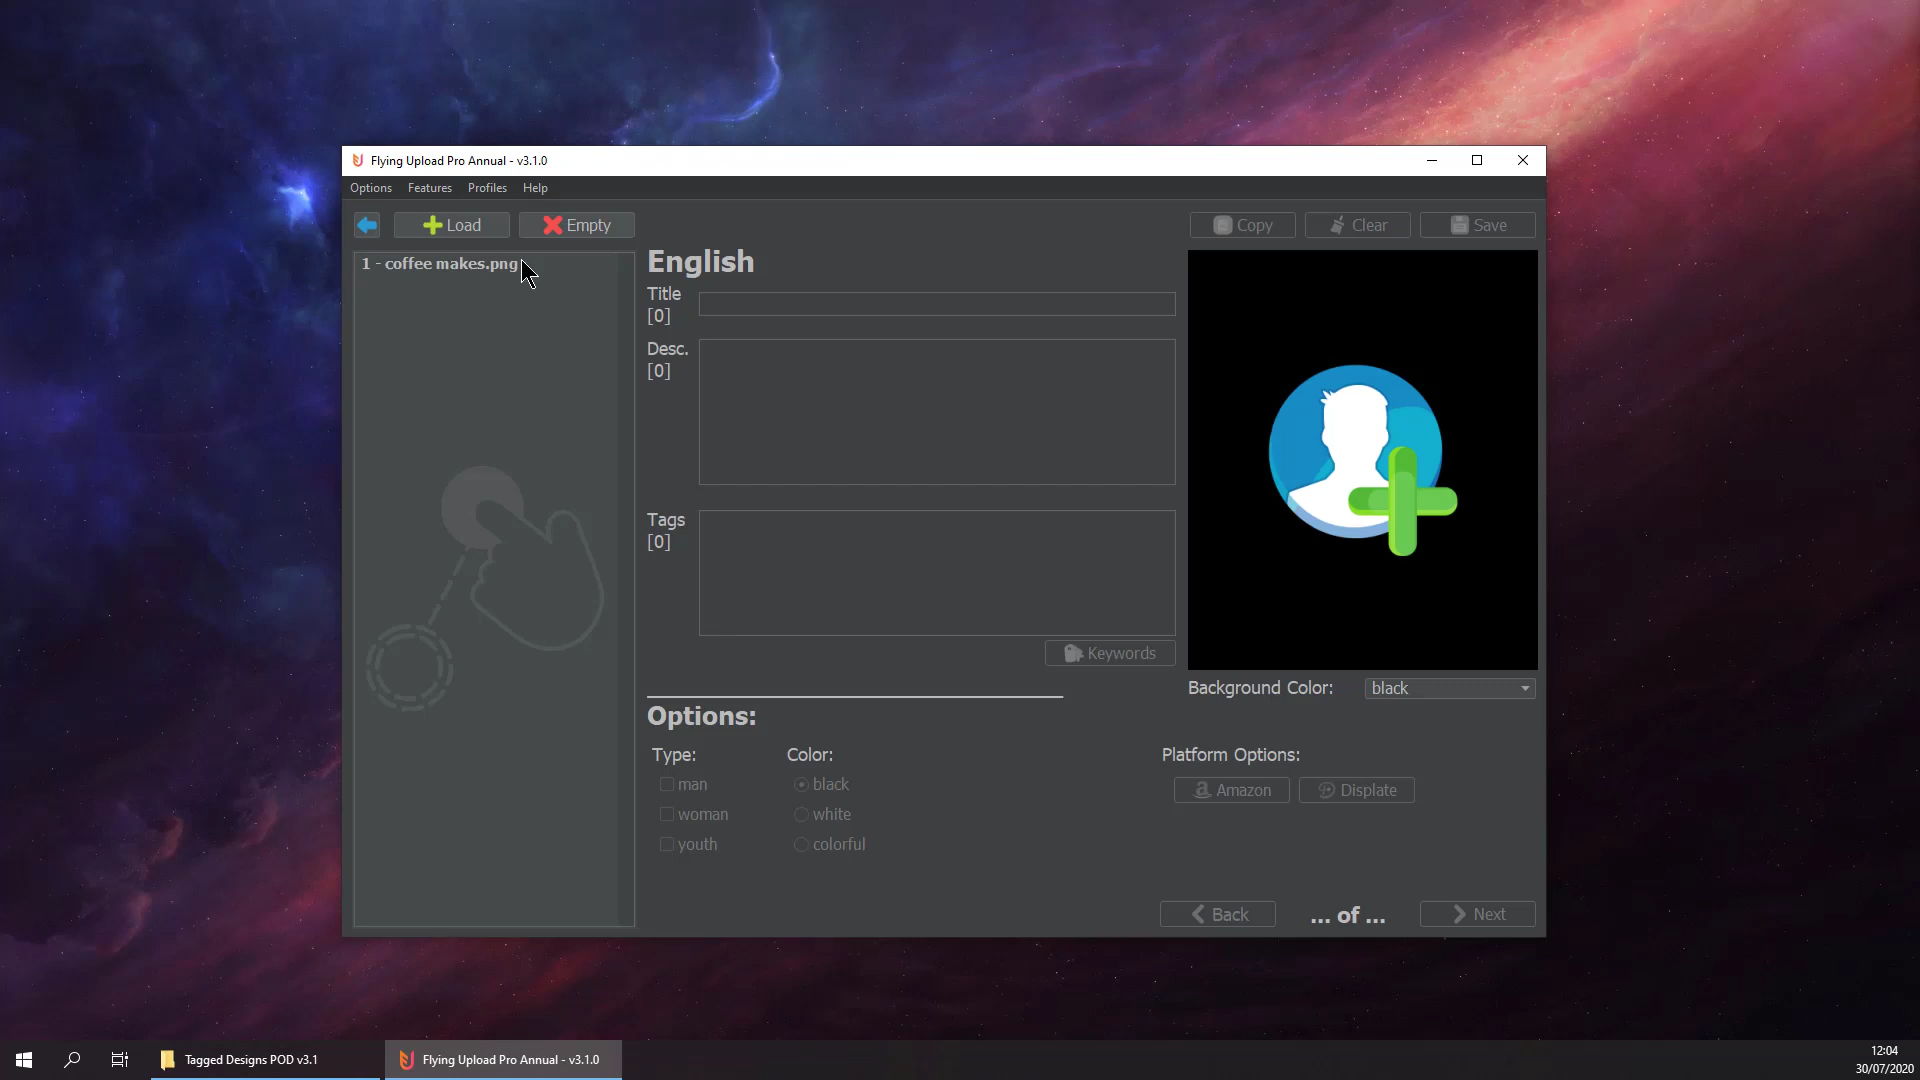 Flying Upload Pro Annual - v3.1.0
Options Features Profiles Help
Load Empty Copy Clear Save
1 - coffee makes.png
English
Title
[0]
Desc.
[0]
Tags
[0]
Keywords
Background Color: black
Options:
Type: Color: Platform Options:
man black Amazon Displate
woman white
youth colorful
Back ... of ... Next
Tagged Designs POD v3.1 Flying Upload Pro Annual - v3.1.0 12:04
30/07/2020